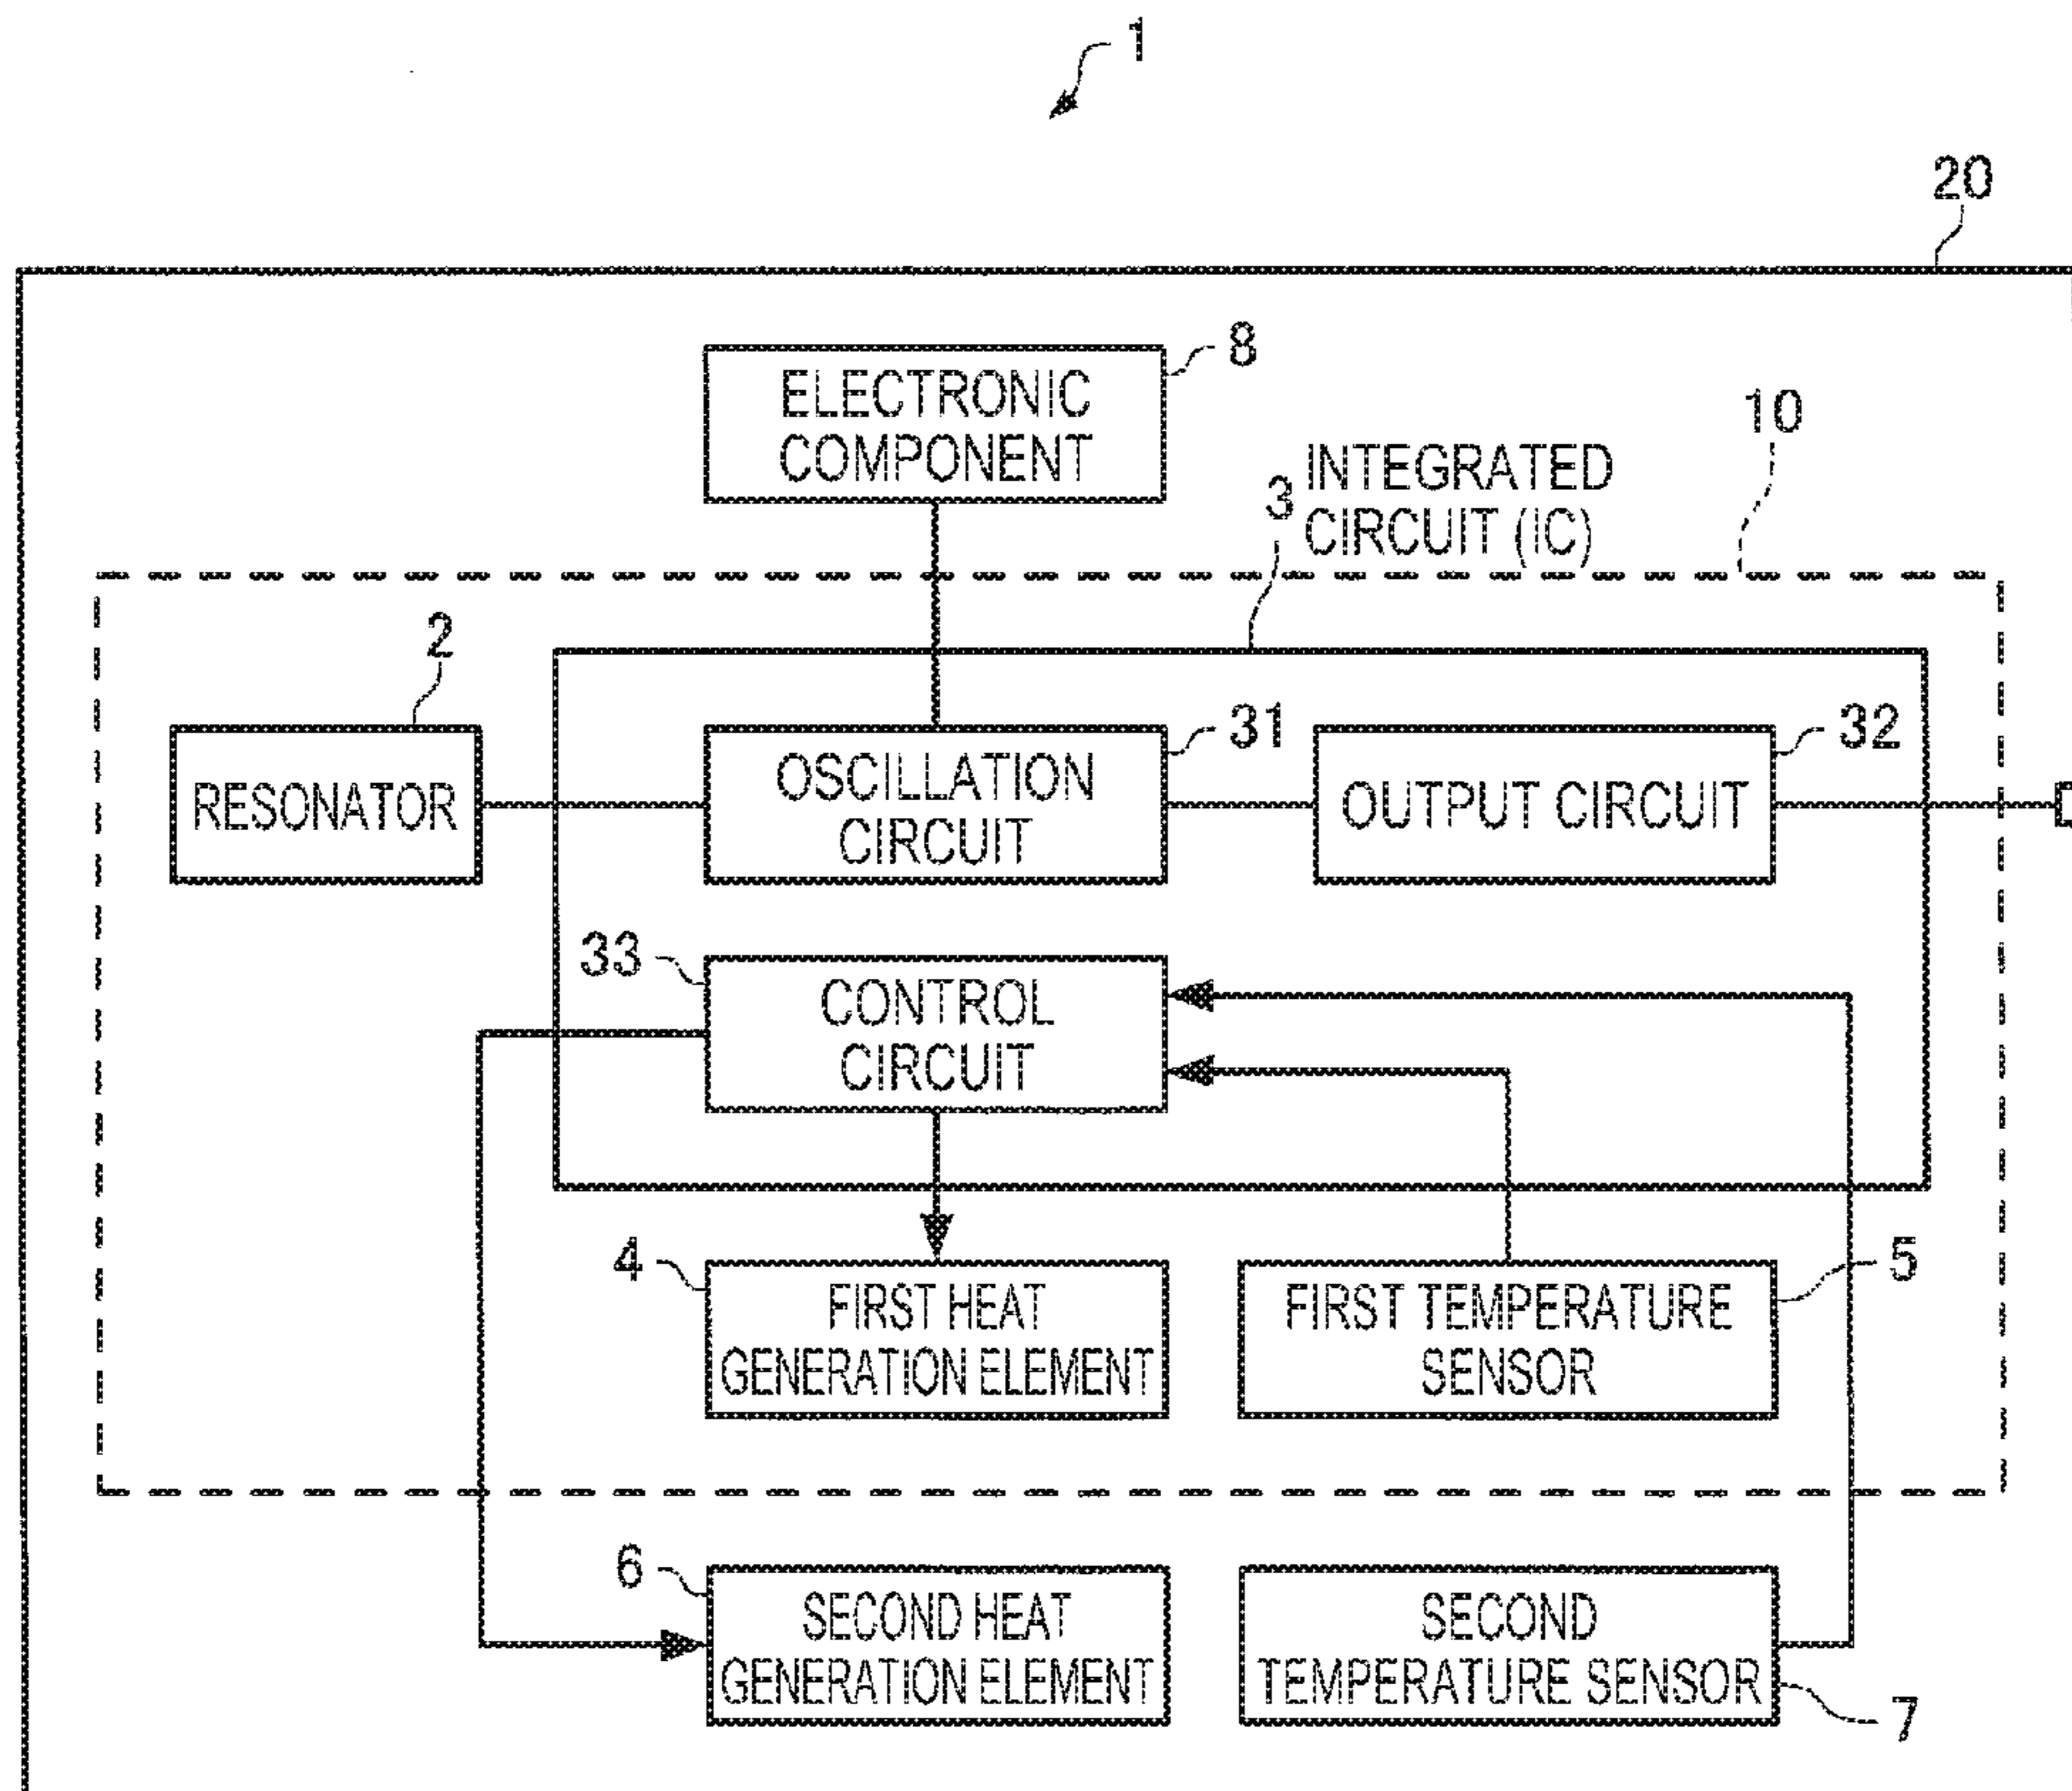 1
20
8
ELECTRONIC
COMPONENT
10
3
INTEGRATED
CIRCUIT (IC)
2
RESONATOR
31
OSCILLATION
CIRCUIT
32
OUTPUT CIRCUIT
33
CONTROL
CIRCUIT
4
FIRST HEAT
GENERATION ELEMENT
5
FIRST TEMPERATURE
SENSOR
6
SECOND HEAT
GENERATION ELEMENT
SECOND
TEMPERATURE SENSOR
7